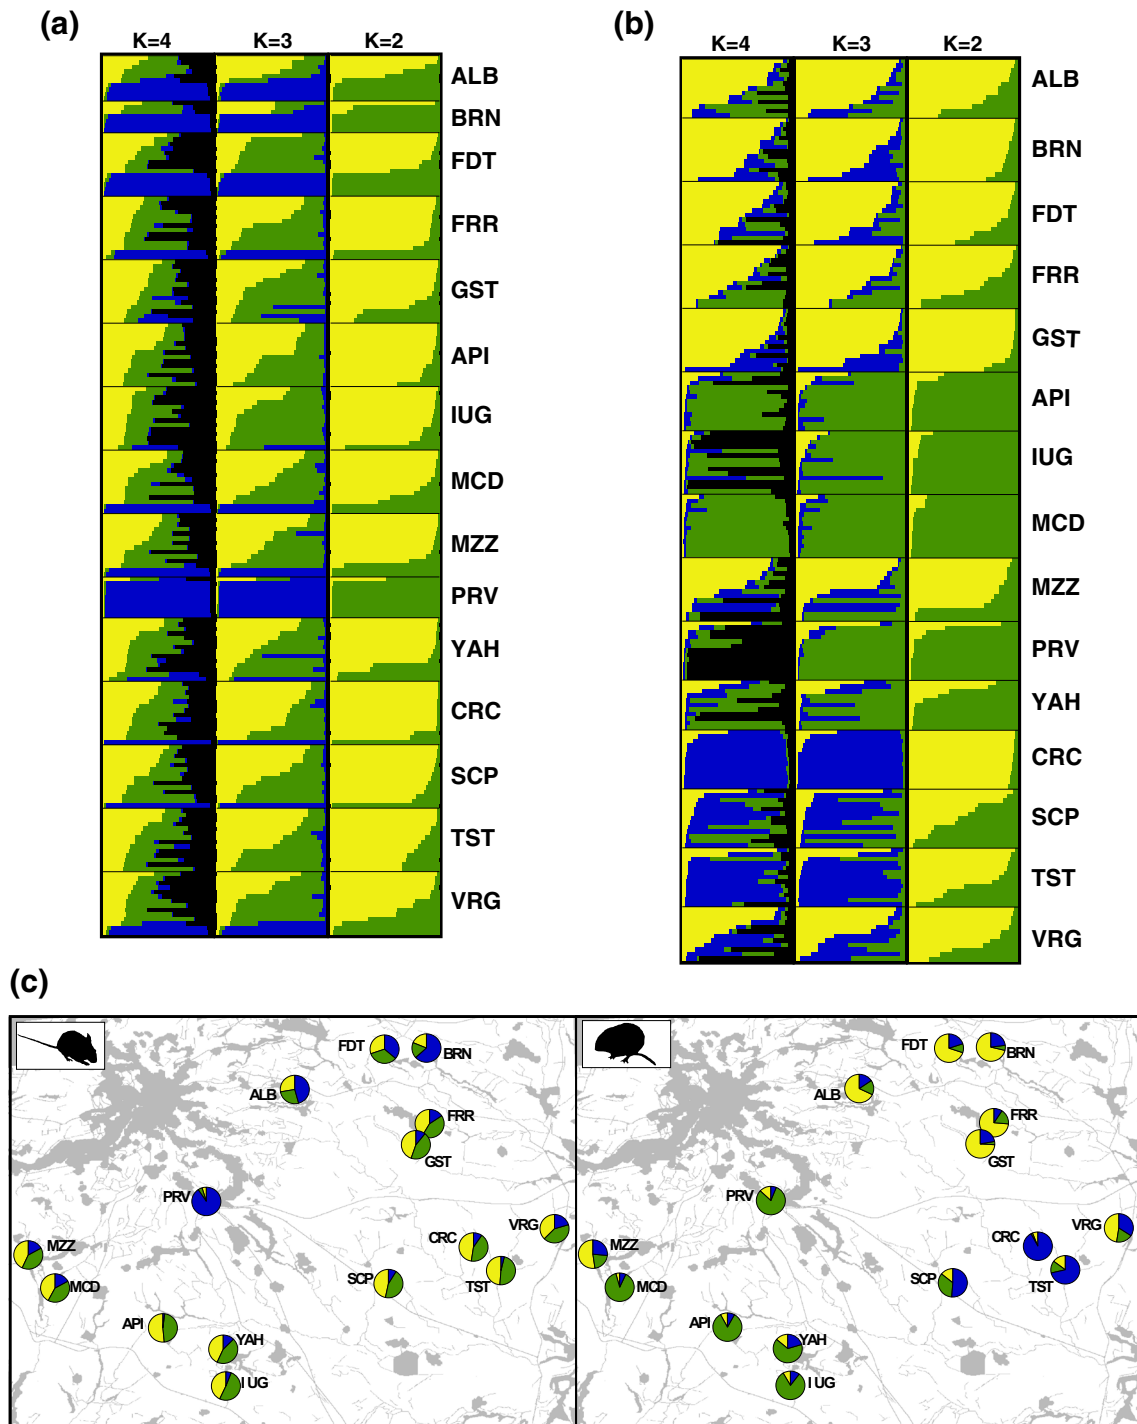 (a)
K=4 K=3 K=2
ALB
BRN
FDT
FRR
GST
API
IUG
MCD
MZZ
PRV
YAH
CRC
SCP
TST
VRG
(b)
K=4 K=3 K=2
ALB
BRN
FDT
FRR
GST
API
IUG
MCD
MZZ
PRV
YAH
CRC
SCP
TST
VRG
(c)
FDT
BRN
ALB
FRR
GST
PRV
VRG
CRC
MZZ
TST
SCP
MCD
API
YAH
IUG
FDT
BRN
ALB
FRR
GST
PRV
VRG
CRC
MZZ
TST
SCP
MCD
API
YAH
IUG